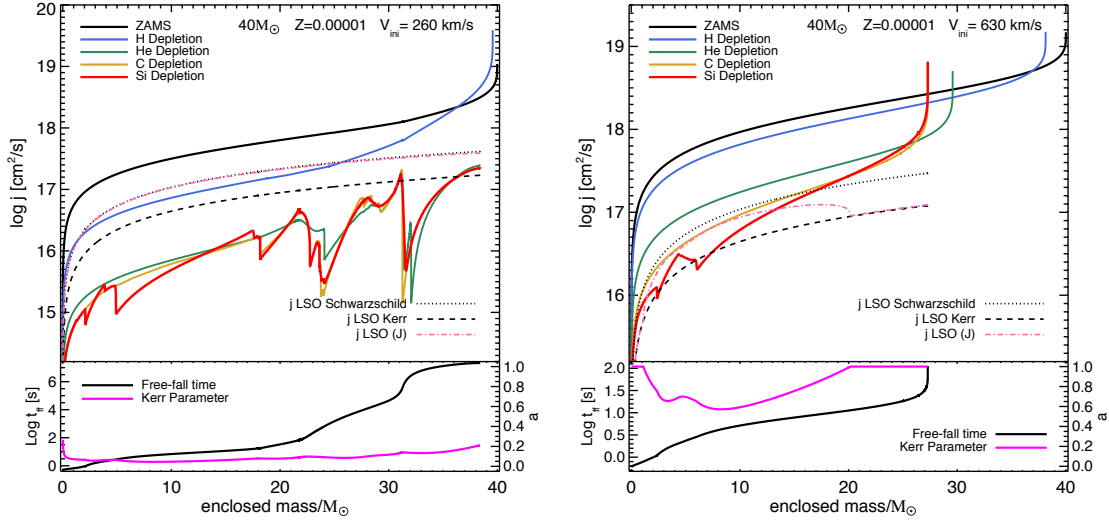 40M☉ Z=0.00001 V_ini= 260 km/s
ZAMS
H Depletion
He Depletion
C Depletion
Si Depletion
log j [cm²/s]
20
19
18
17
16
15
j LSO Schwarzschild
j LSO Kerr
j LSO (J)
Log t_ff [s]
6
4
2
0
Free-fall time
Kerr Parameter
1.0
0.8
0.6
0.4
0.2
0.0
a
0 10 20 30 40
enclosed mass/M☉
40M☉ Z=0.00001 V_ini= 630 km/s
ZAMS
H Depletion
He Depletion
C Depletion
Si Depletion
log j [cm²/s]
20
19
18
17
16
j LSO Schwarzschild
j LSO Kerr
j LSO (J)
Log t_ff [s]
2.0
1.5
1.0
0.5
0.0
Free-fall time
Kerr Parameter
1.0
0.8
0.6
0.4
0.2
0.0
a
0 10 20 30 40
enclosed mass/M☉